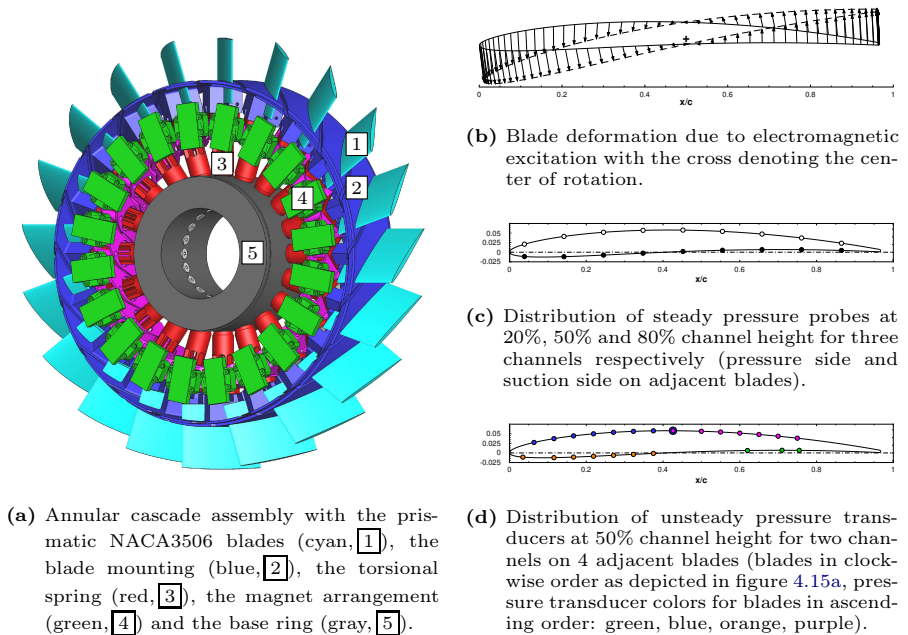 1
2
3
4
5
0 0.2 0.4 0.6 0.8 1
x/c
(b) Blade deformation due to electromagnetic
excitation with the cross denoting the cen-
ter of rotation.
0.05
0.025
0
-0.025
0 0.2 0.4 0.6 0.8 1
x/c
(c) Distribution of steady pressure probes at
20%, 50% and 80% channel height for three
channels respectively (pressure side and
suction side on adjacent blades).
0.05
0
-0.025
0 0.2 0.4 0.6 0.8 1
x/c
(a) Annular cascade assembly with the pris-
matic NACA3506 blades (cyan, 1), the
blade mounting (blue, 2), the torsional
spring (red, 3), the magnet arrangement
(green, 4) and the base ring (gray, 5).
(d) Distribution of unsteady pressure trans-
ducers at 50% channel height for two chan-
nels on 4 adjacent blades (blades in clock-
wise order as depicted in figure 4.15a, pres-
sure transducer colors for blades in ascend-
ing order: green, blue, orange, purple).